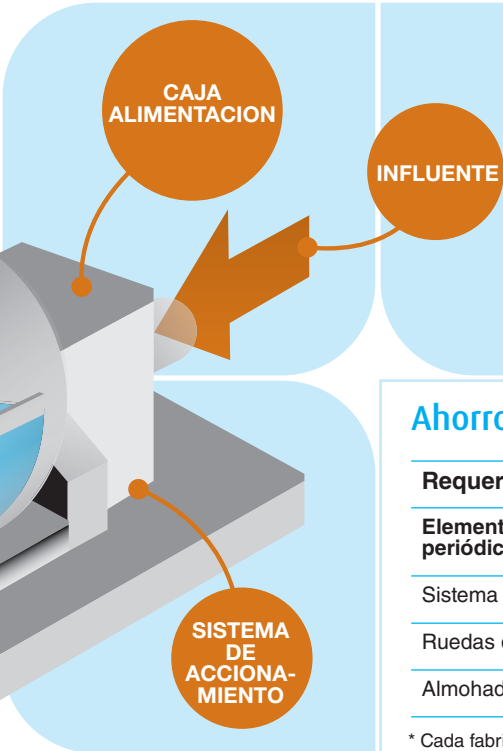 CAJA
ALIMENTACION
INFLUENTE
SISTEMA
DE
ACCIONA-
MIENTO
Ahorro
Requer
Element
periódic
Sistema
Ruedas
Almohad
* Cada fabri